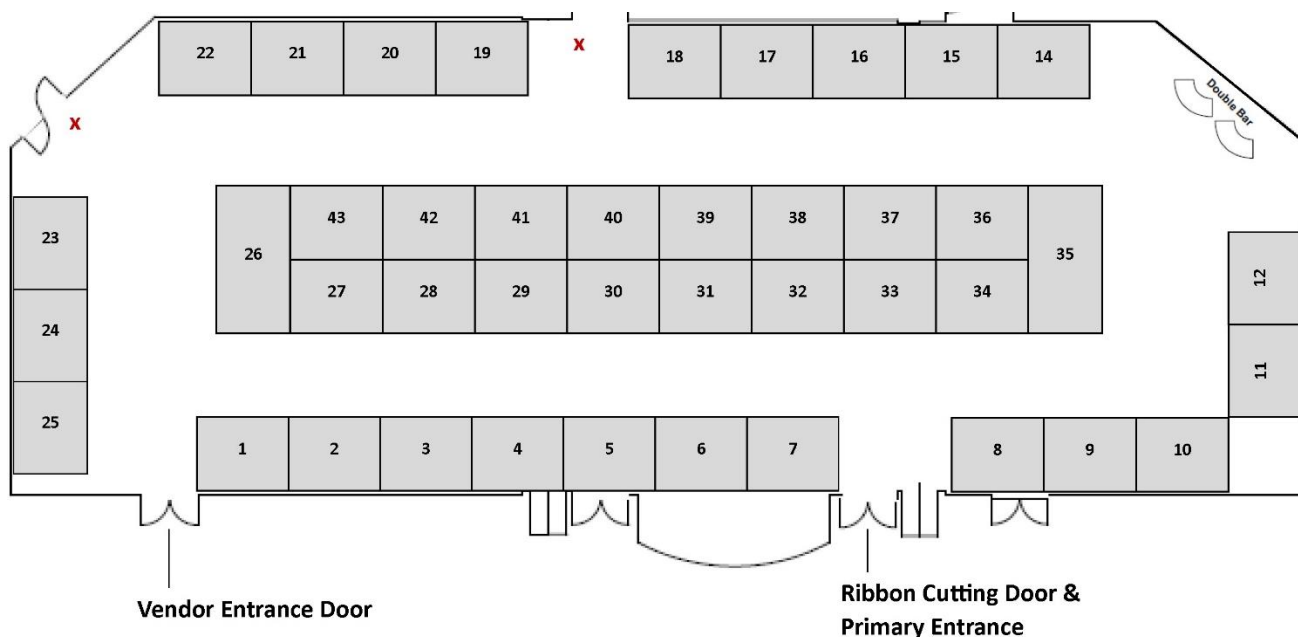 22 21 20 19 x 18 17 16 15 14
Double Bar
x
23 26 43 42 41 40 39 38 37 36 35 12
24 27 28 29 30 31 32 33 34 11
25 1 2 3 4 5 6 7 8 9 10
Vendor Entrance Door
Ribbon Cutting Door &
Primary Entrance